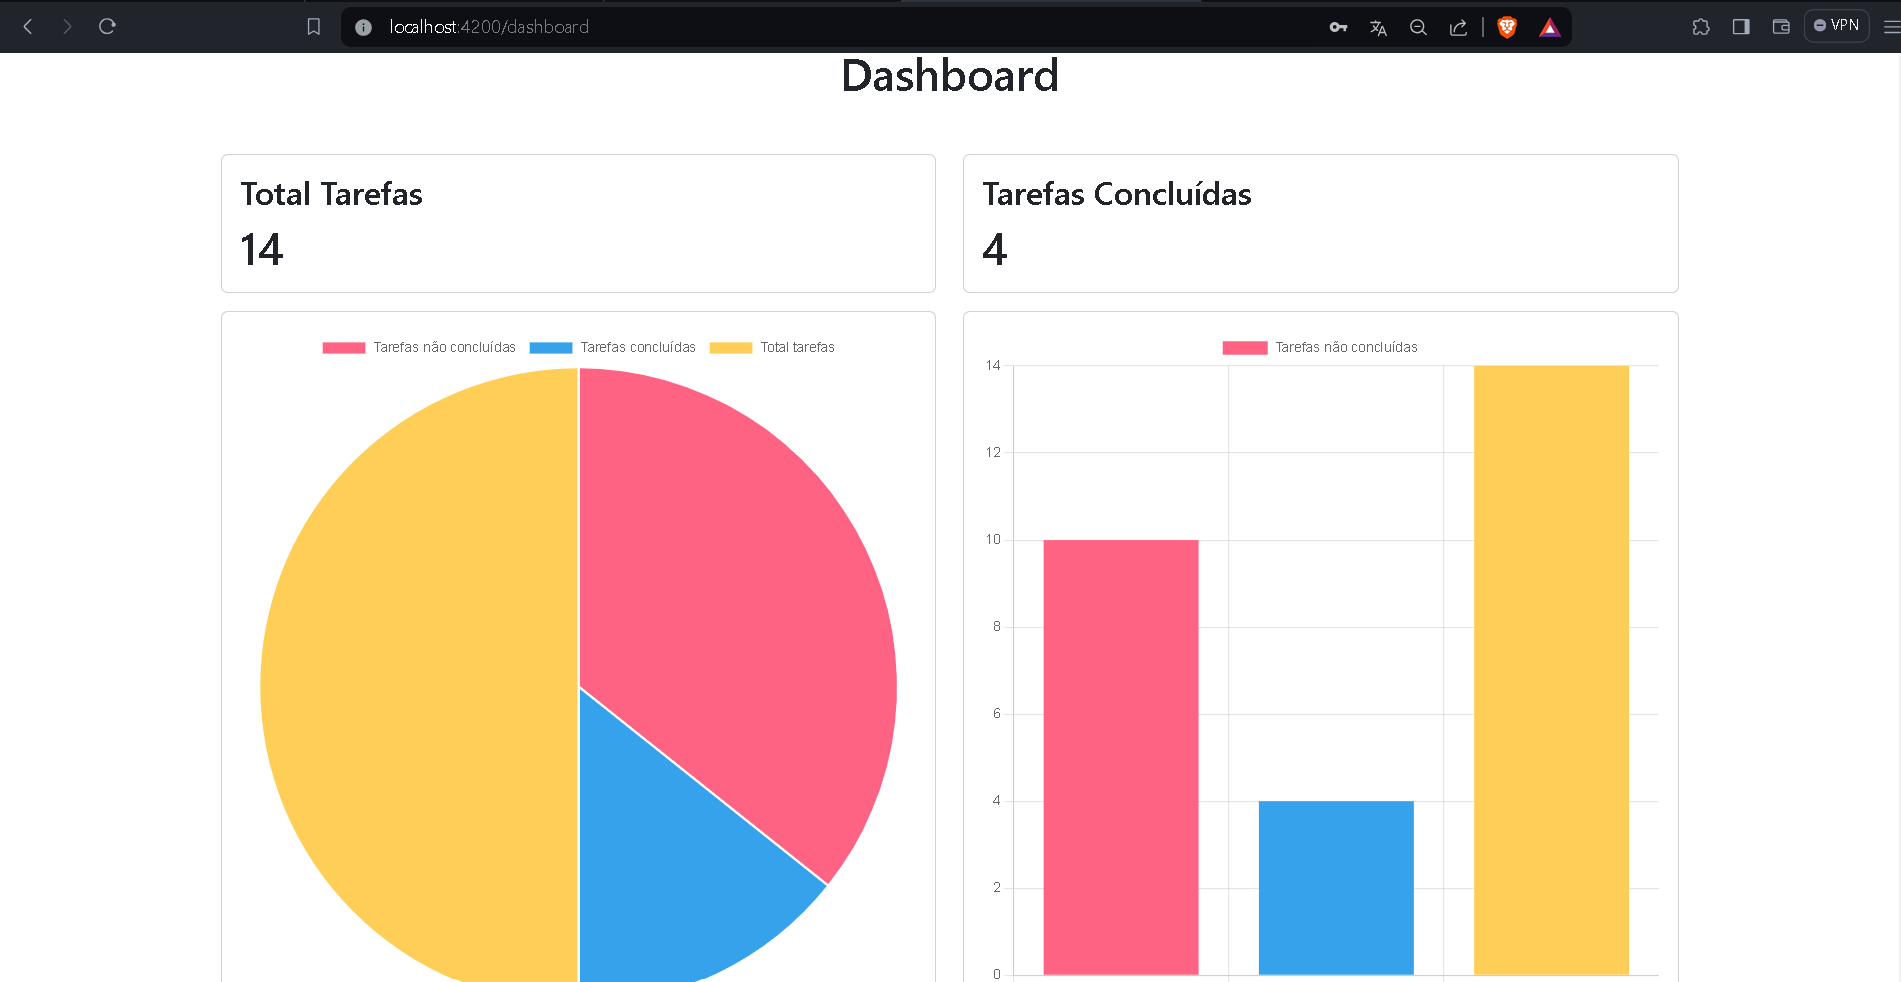 localhost:4200/dashboard
VPN
Dashboard
Total Tarefas
14
Tarefas Concluídas
4
Tarefas não concluídas
Tarefas concluídas
Total tarefas
Tarefas não concluídas
14
12
10
8
6
4
2
0